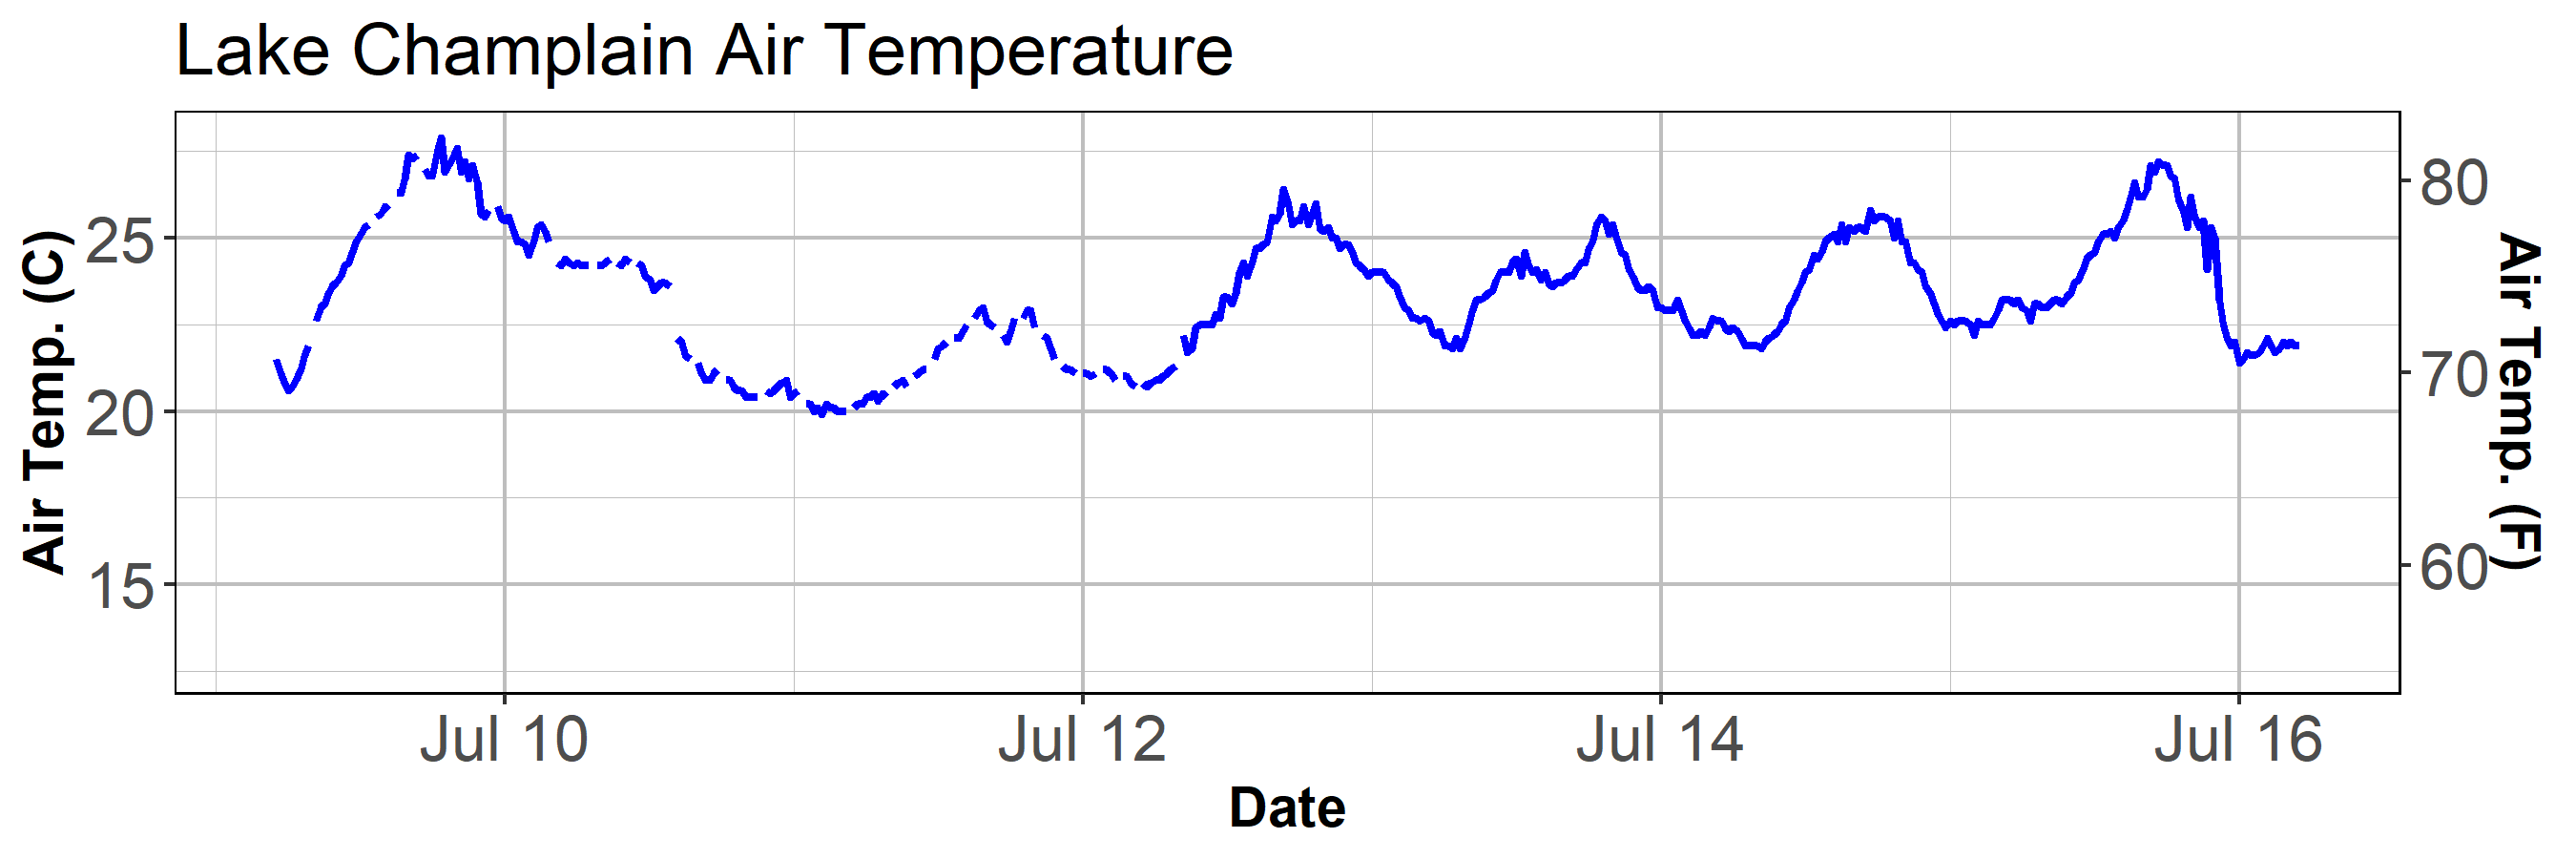 Lake Champlain Air Temperature
Air Temp. (C)
25
20
15
80
70
60
Air Temp. (F)
Jul 10
Jul 12
Jul 14
Jul 16
Date